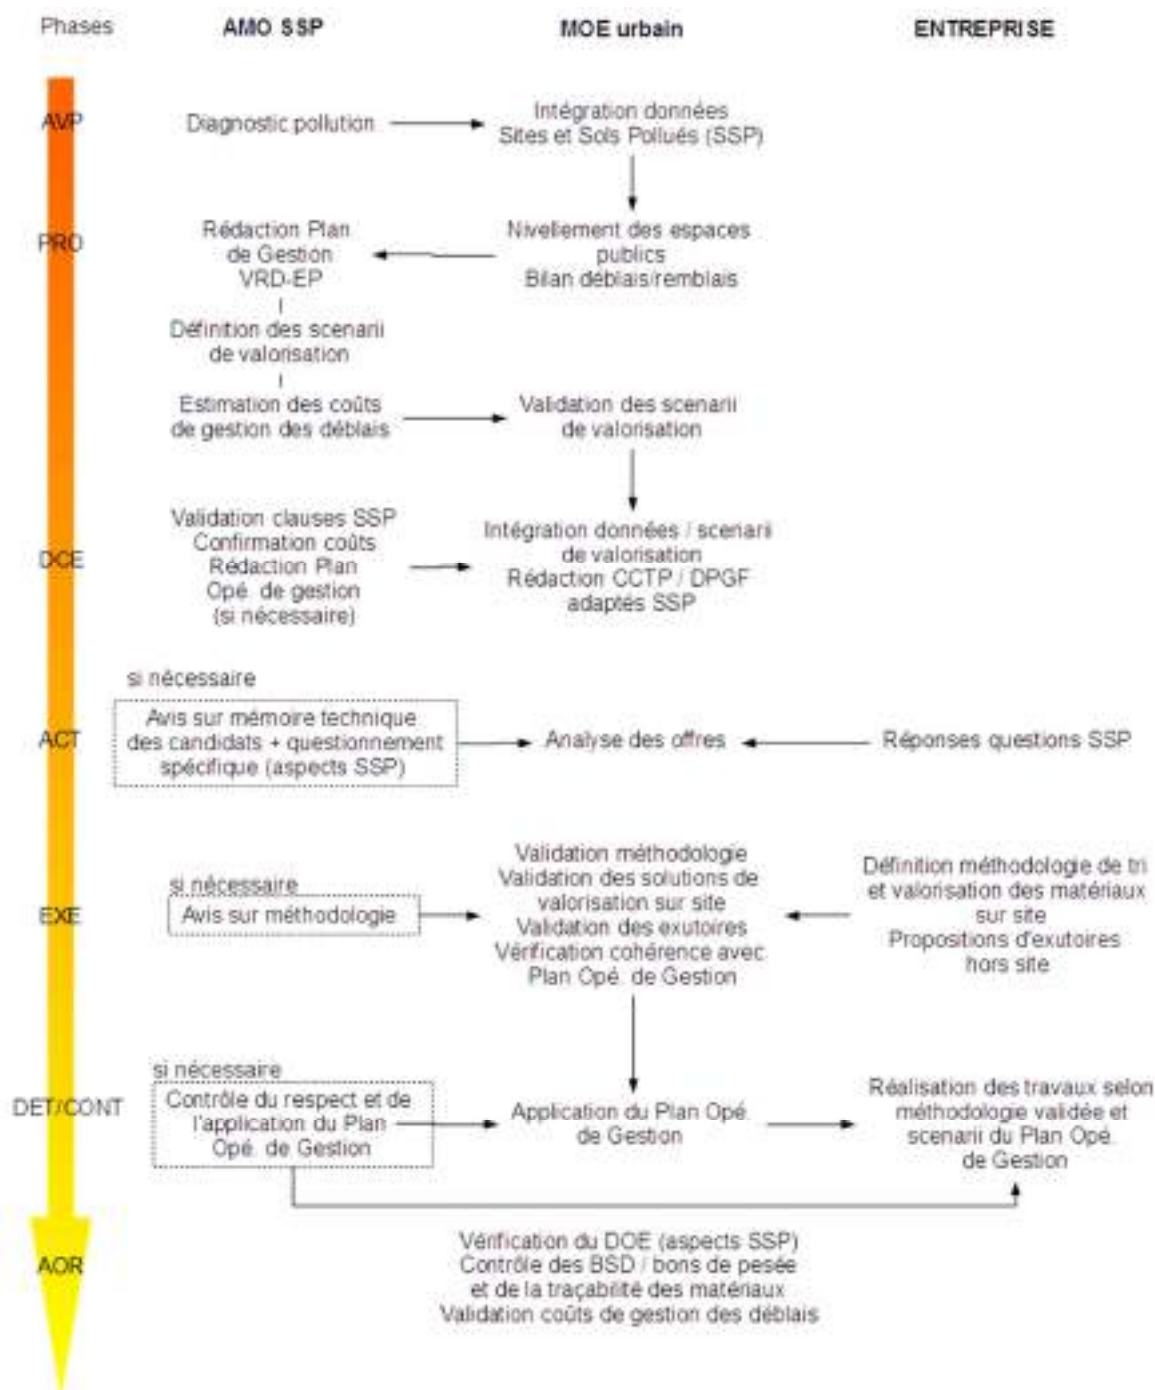 Phases
AMO SSP
MOE urbain
ENTREPRISE
AVP
Diagnostic pollution
Intégration données
Sites et Sols Pollués (SSP)
PRO
Rédaction Plan
de Gestion
VRD-EP
Nivellement des espaces
publics
Bilan déblais/remblais
Définition des scenarii
de valorisation
Estimation des coûts
de gestion des déblais
Validation des scenarii
de valorisation
DCE
Validation clauses SSP
Confirmation coûts
Rédaction Plan
Opé. de gestion
(si nécessaire)
Intégration données / scenarii
de valorisation
Rédaction CCTP / DPGF
adaptés SSP
ACT
si nécessaire
Avis sur mémoire technique
des candidats + questionnement
spécifique (aspects SSP)
Analyse des offres
Réponses questions SSP
EXE
si nécessaire
Avis sur méthodologie
Validation méthodologie
Validation des solutions de
valorisation sur site
Validation des exutoires
Vérification cohérence avec
Plan Opé. de Gestion
Définition méthodologie de tri
et valorisation des matériaux
sur site
Propositions d'exutoires
hors site
DET/CONT
si nécessaire
Contrôle du respect et de
l'application du Plan
Opé. de Gestion
Application du Plan Opé.
de Gestion
Réalisation des travaux selon
méthodologie validée et
scenarii du Plan Opé.
de Gestion
AOR
Vérification du DOE (aspects SSP)
Contrôle des BSD / bons de pesée
et de la traçabilité des matériaux
Validation coûts de gestion des déblais